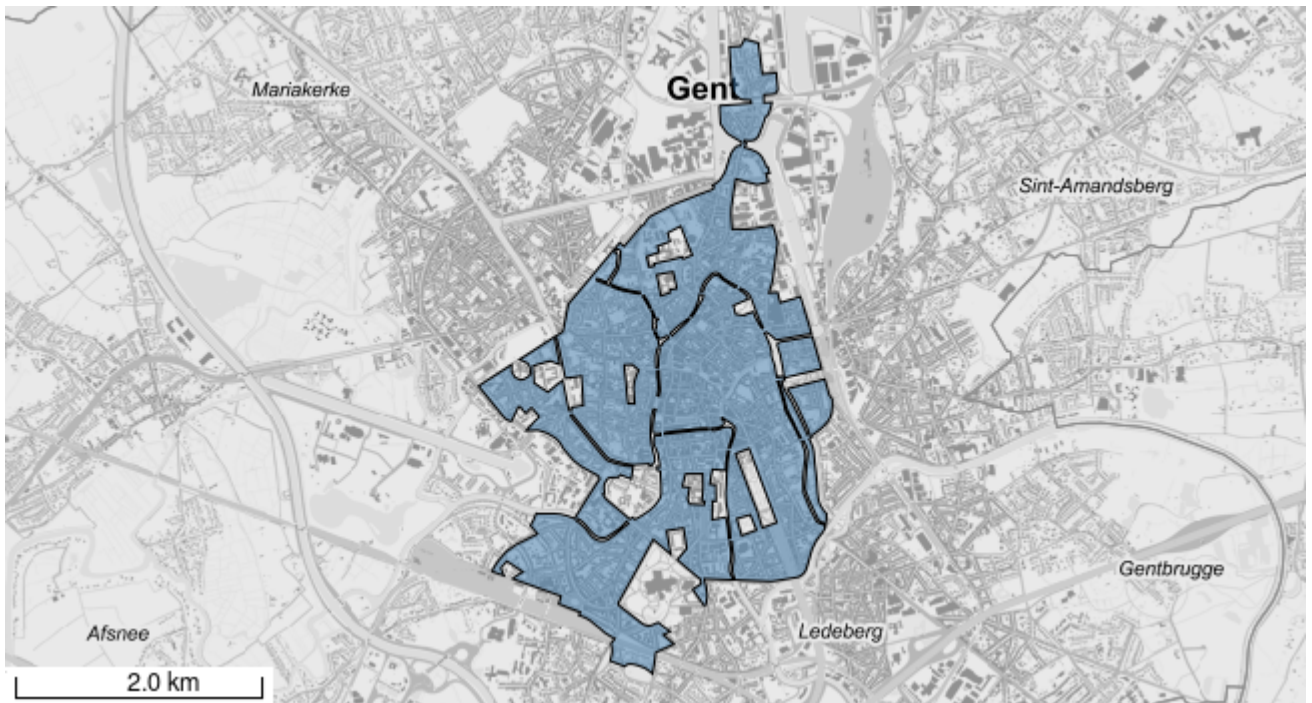 Gent
Mariakerke
Sint-Amandsberg
Gentbrugge
Afsnee
Ledeberg
2.0 km